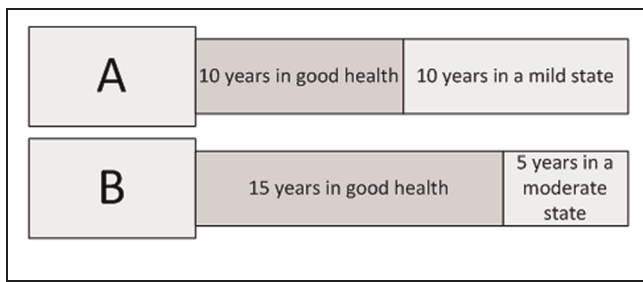 A
10 years in good health
10 years in a mild state
B
15 years in good health
5 years in a
moderate
state